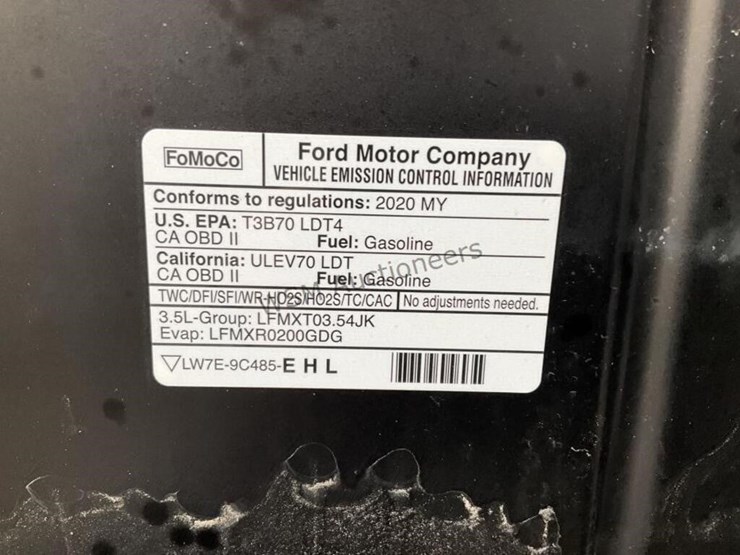 FoMoCo
Ford Motor Company
VEHICLE EMISSION CONTROL INFORMATION
Conforms to regulations: 2020 MY
U.S. EPA: T3B70 LDT4
CA OBD II Fuel: Gasoline
California: ULEV70 LDT
CA OBD II Fuel: Gasoline
TWC/DFI/SFI/WR-HO2S/HO2S/TC/CAC No adjustments needed.
3.5L-Group: LFMXT03.54JK
Evap: LFMXR0200GDG
▽LW7E-9C485-E H L
Auctioneers